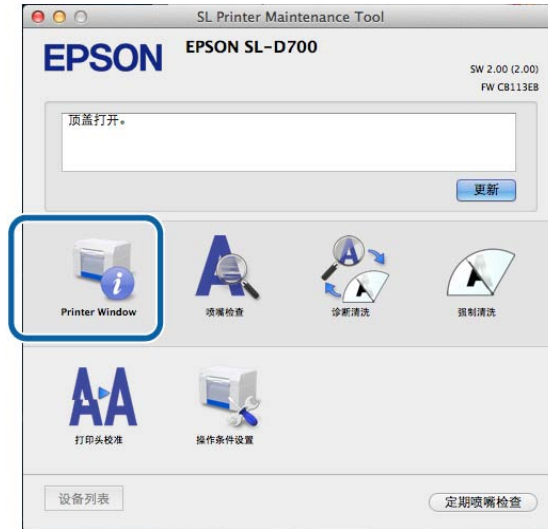 SL Printer Maintenance Tool
EPSON
EPSON SL-D700
SW 2.00 (2.00)
FW CB113EB
顶盖打开。
更新
Printer Window
喷嘴检查
诊断清洗
强制清洗
打印头校准
操作条件设置
设备列表
定期喷嘴检查